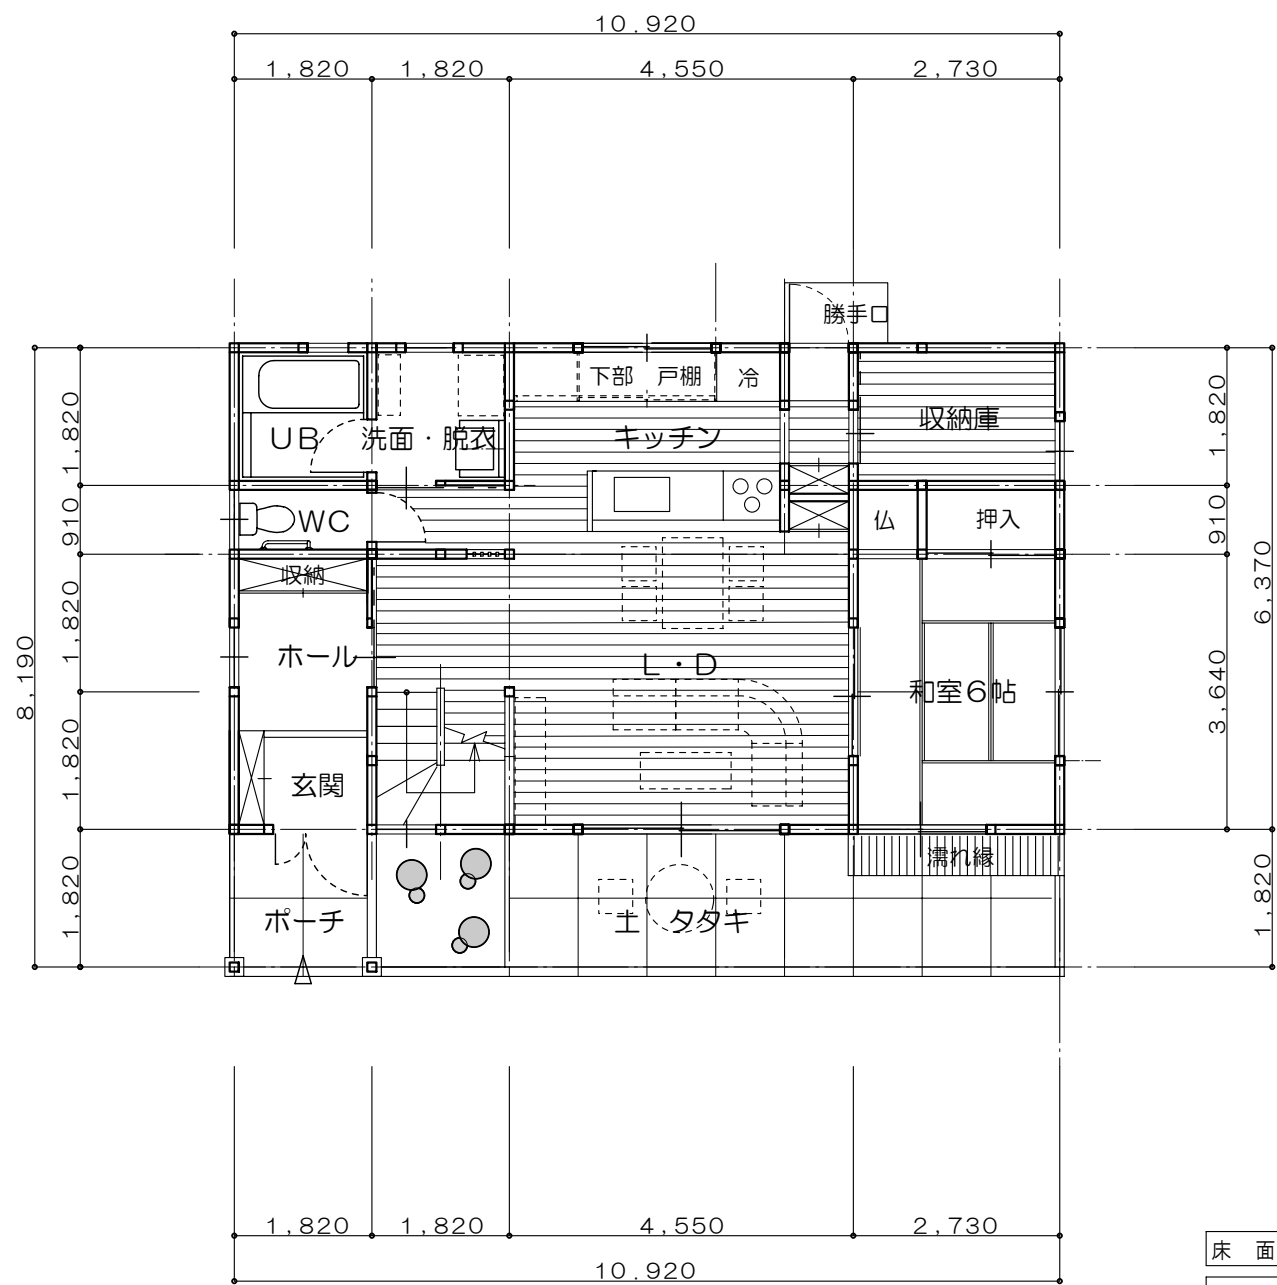 10.920
1,820 1,820 4,550 2,730
勝手口
下部 戸棚 冷
収納庫
UB 洗面・脱衣 キッチン
WC 仏 押入
収納
ホール L・D
和室6帖
玄関
濡れ縁
ポーチ 土 タタキ
8,190
1,820
910
1,820
1,820
1,820
1,820
910
3,640
6,370
1,820
1,820 1,820 4,550 2,730
10.920
床 面